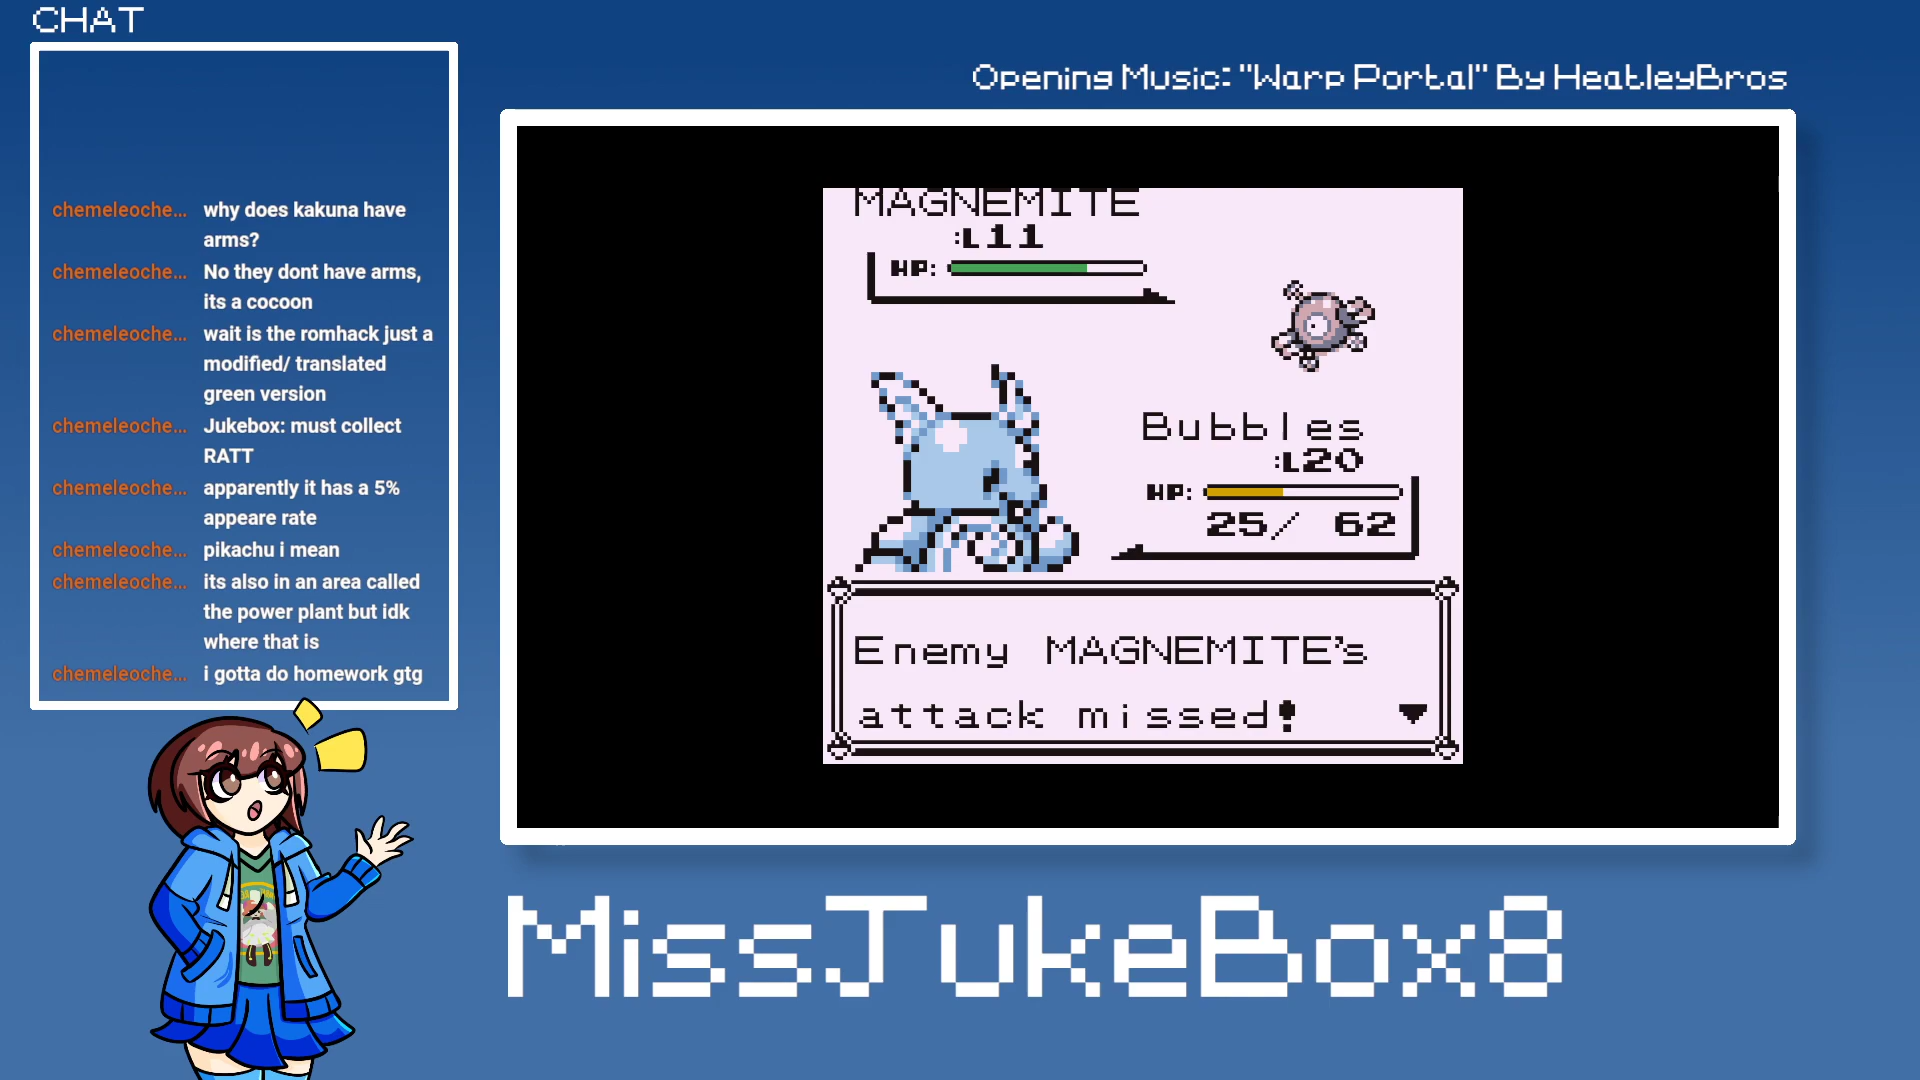 CHAT
Opening Music: "Warp Portal" By HeatleyBros
chemeleoche... why does kakuna have
arms?
chemeleoche... No they dont have arms,
its a cocoon
chemeleoche... wait is the romhack just a
modified/ translated
green version
chemeleoche... Jukebox: must collect
RATT
chemeleoche... apparently it has a 5%
appeare rate
chemeleoche... pikachu i mean
chemeleoche... its also in an area called
the power plant but idk
where that is
chemeleoche... i gotta do homework gtg
MAGNEMITE
:L11
HP:
Bubbles
:L20
HP:
25/ 62
Enemy MAGNEMITE's
attack missed!
MissJukeBox8